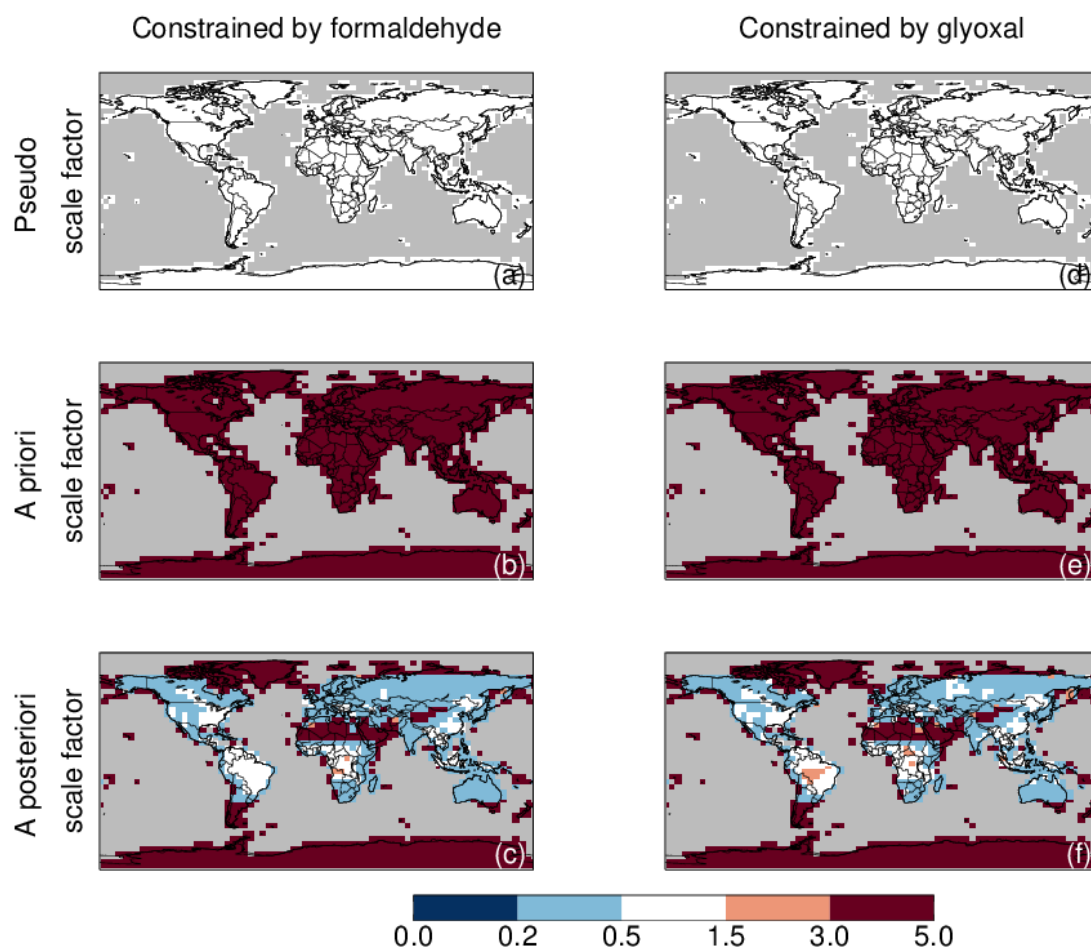 Constrained by formaldehyde
Constrained by glyoxal
Pseudo
scale factor
(a)
(d)
A priori
scale factor
(b)
(e)
A posteriori
scale factor
(c)
(f)
0.0 0.2 0.5 1.5 3.0 5.0